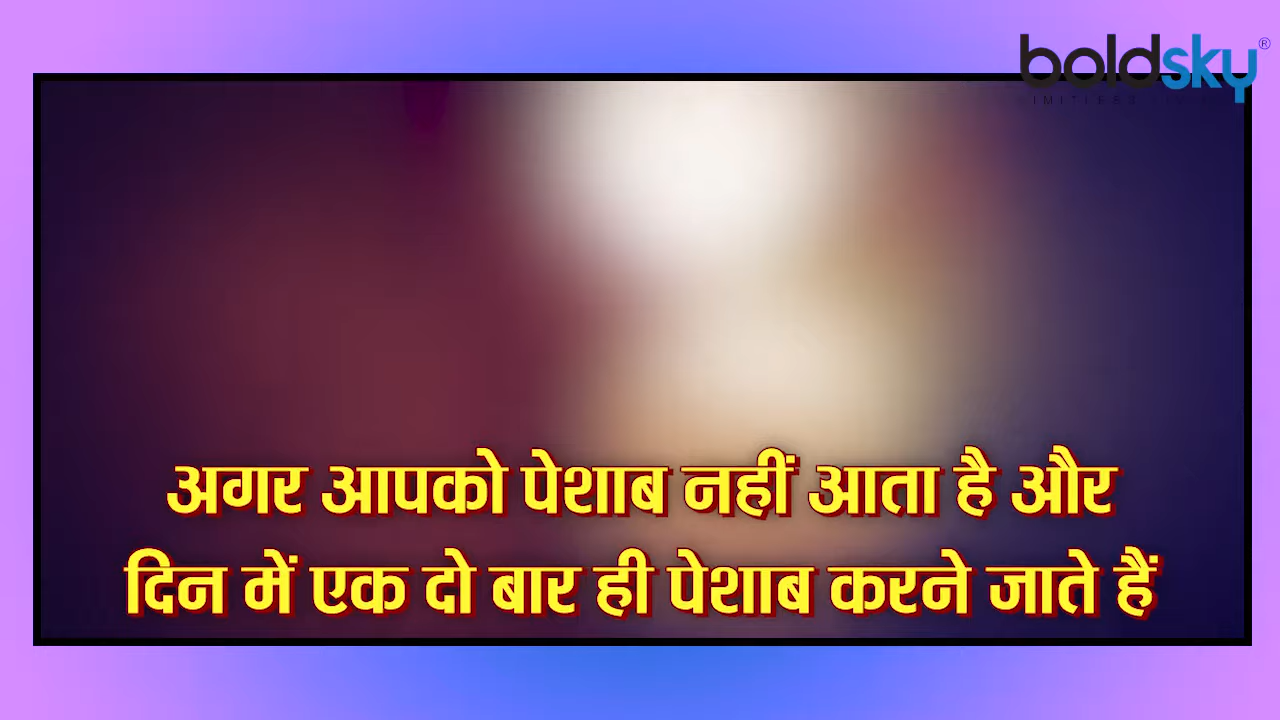 boldsky®
अगर आपको पेशाब नहीं आता है और
दिन में एक दो बार ही पेशाब करने जाते हैं